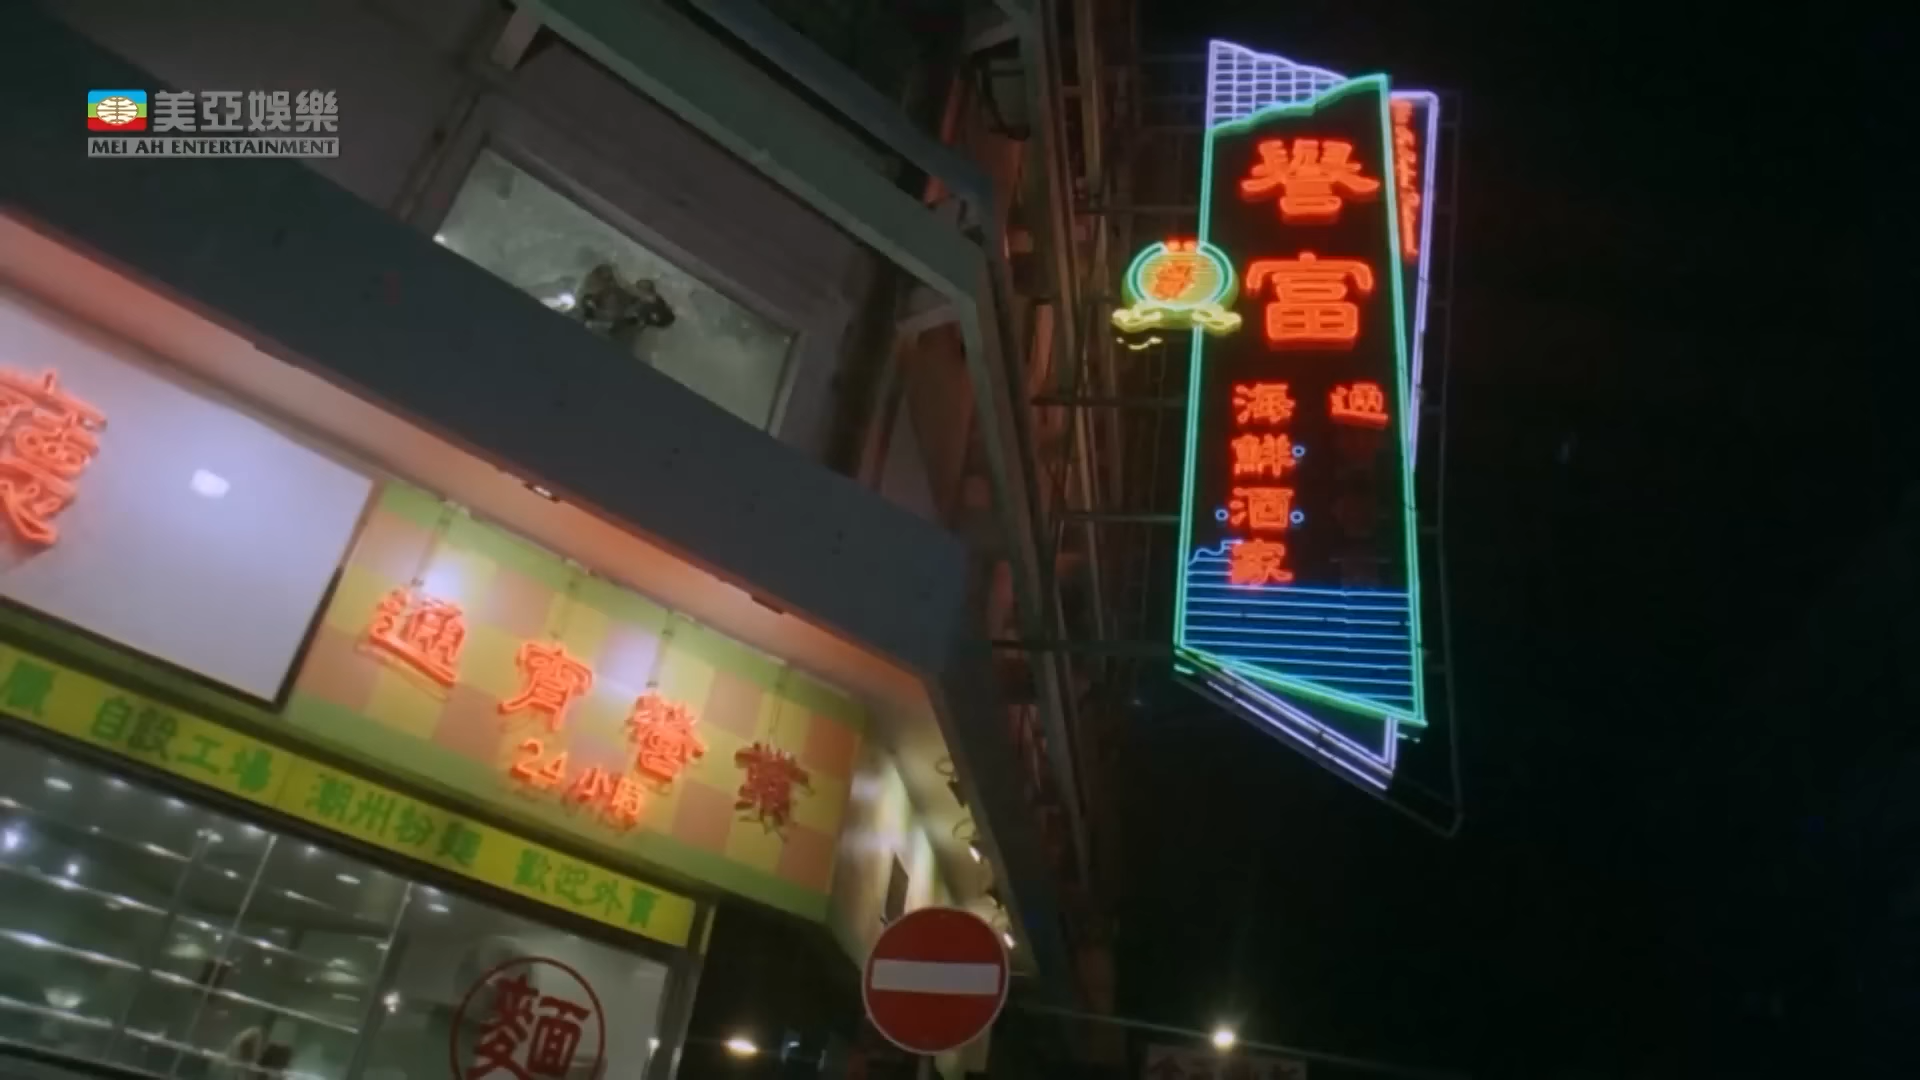 美亞娛樂
MEI AH ENTERTAINMENT
譽富
海鮮酒家
通
通宵營業
24小時
廠 自設工場 潮州粉麵 歡迎外賣
麵